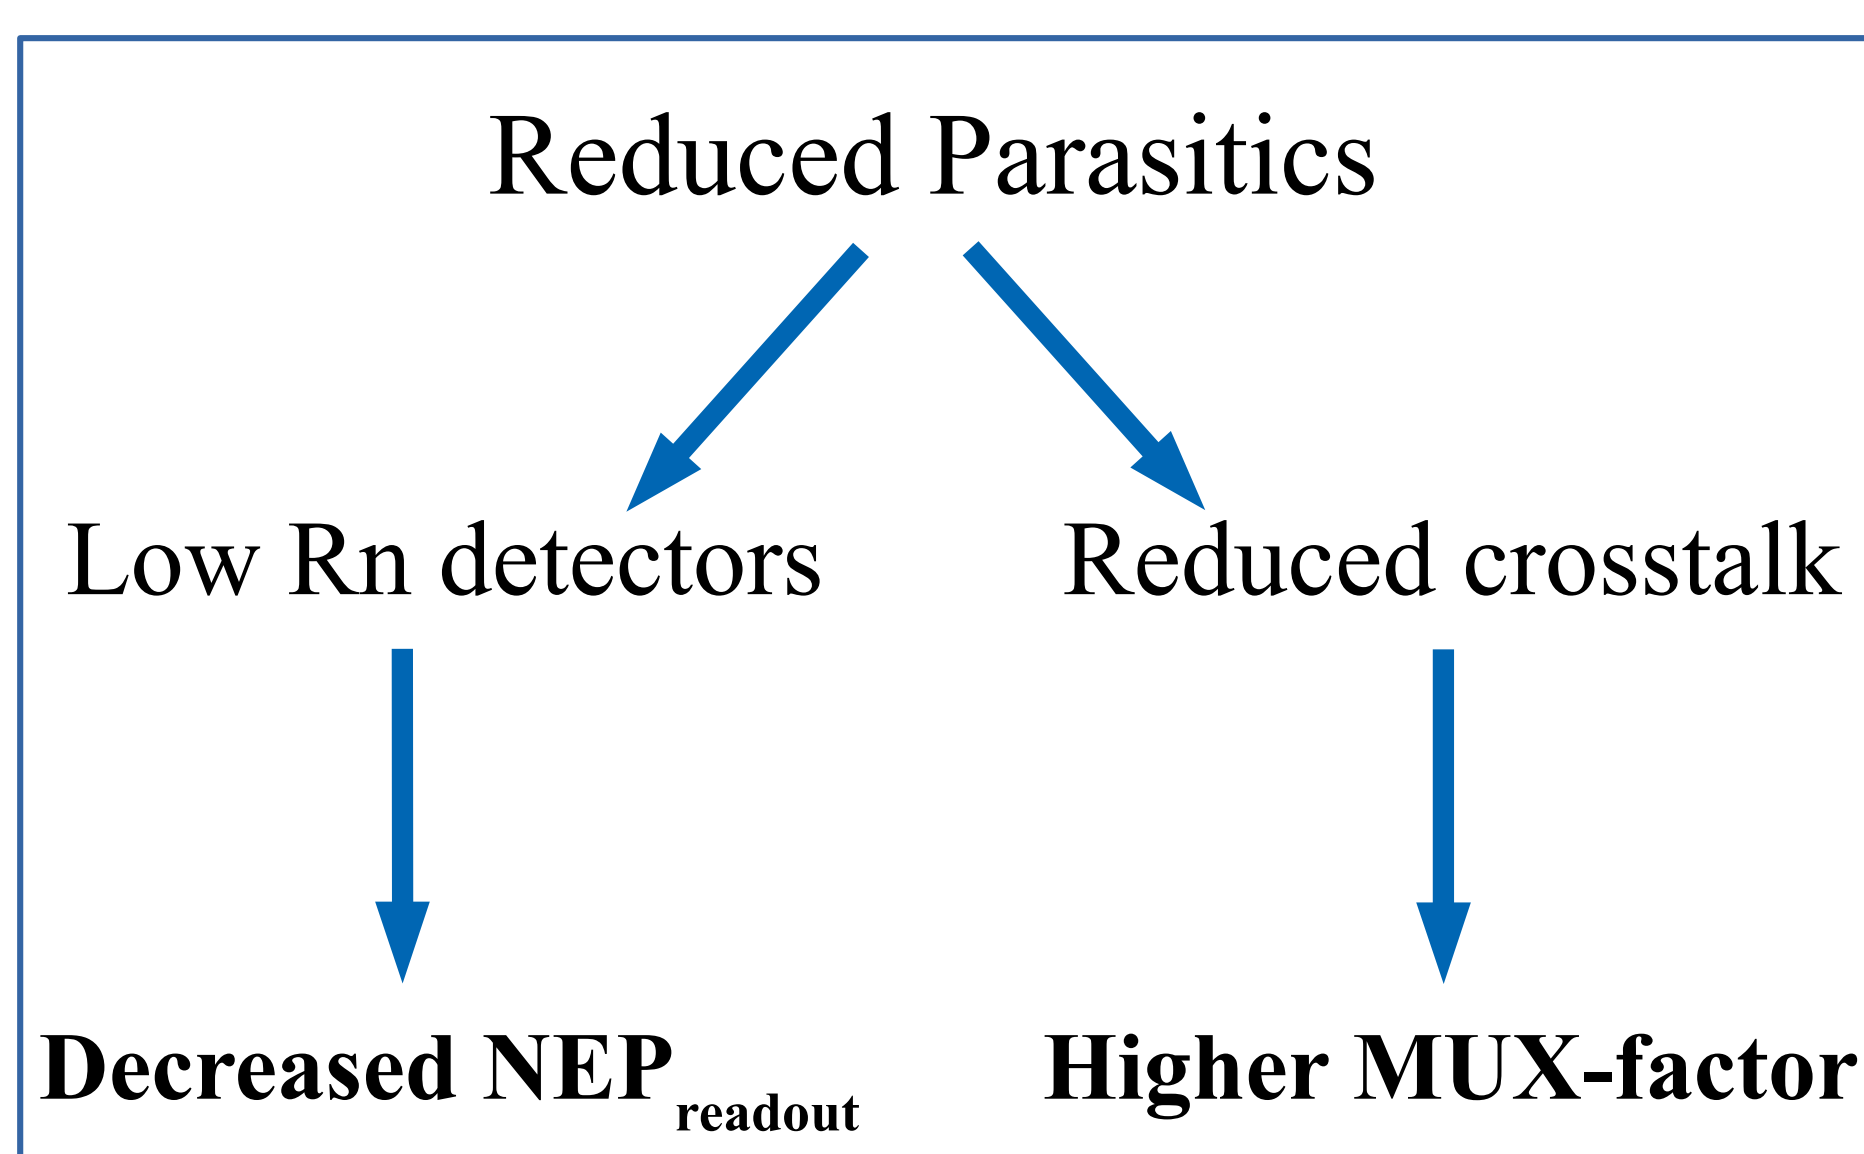 Reduced Parasitics
Low Rn detectors
Reduced crosstalk
Decreased NEPreadout
Higher MUX-factor